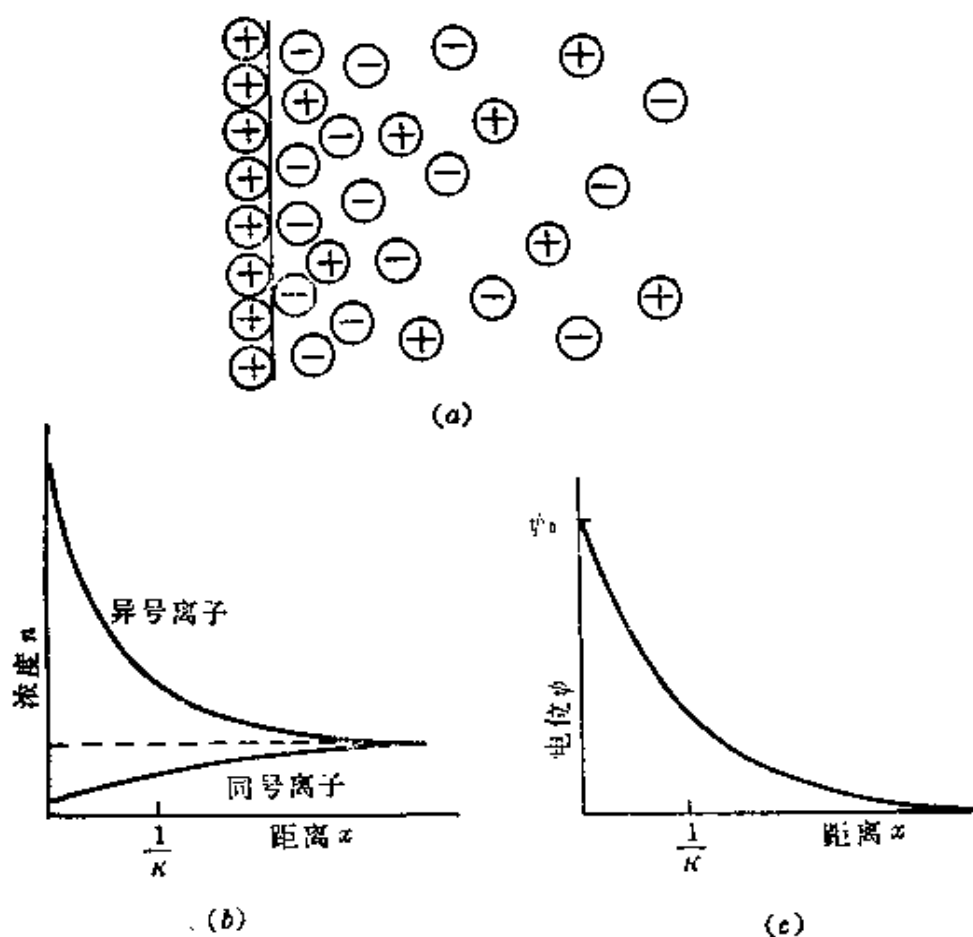 (a)
浓度 n
异号离子
同号离子
1/κ
距离 x
(b)
ψ₀
电位 ψ
1/κ
距离 x
(c)